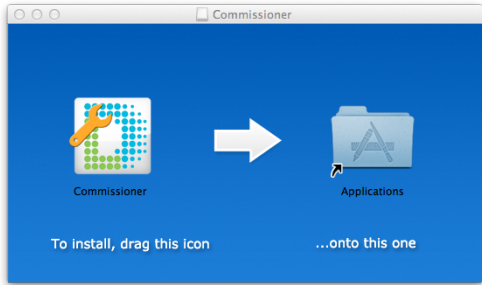 Commissioner
Commissioner
Applications
To install, drag this icon
...onto this one